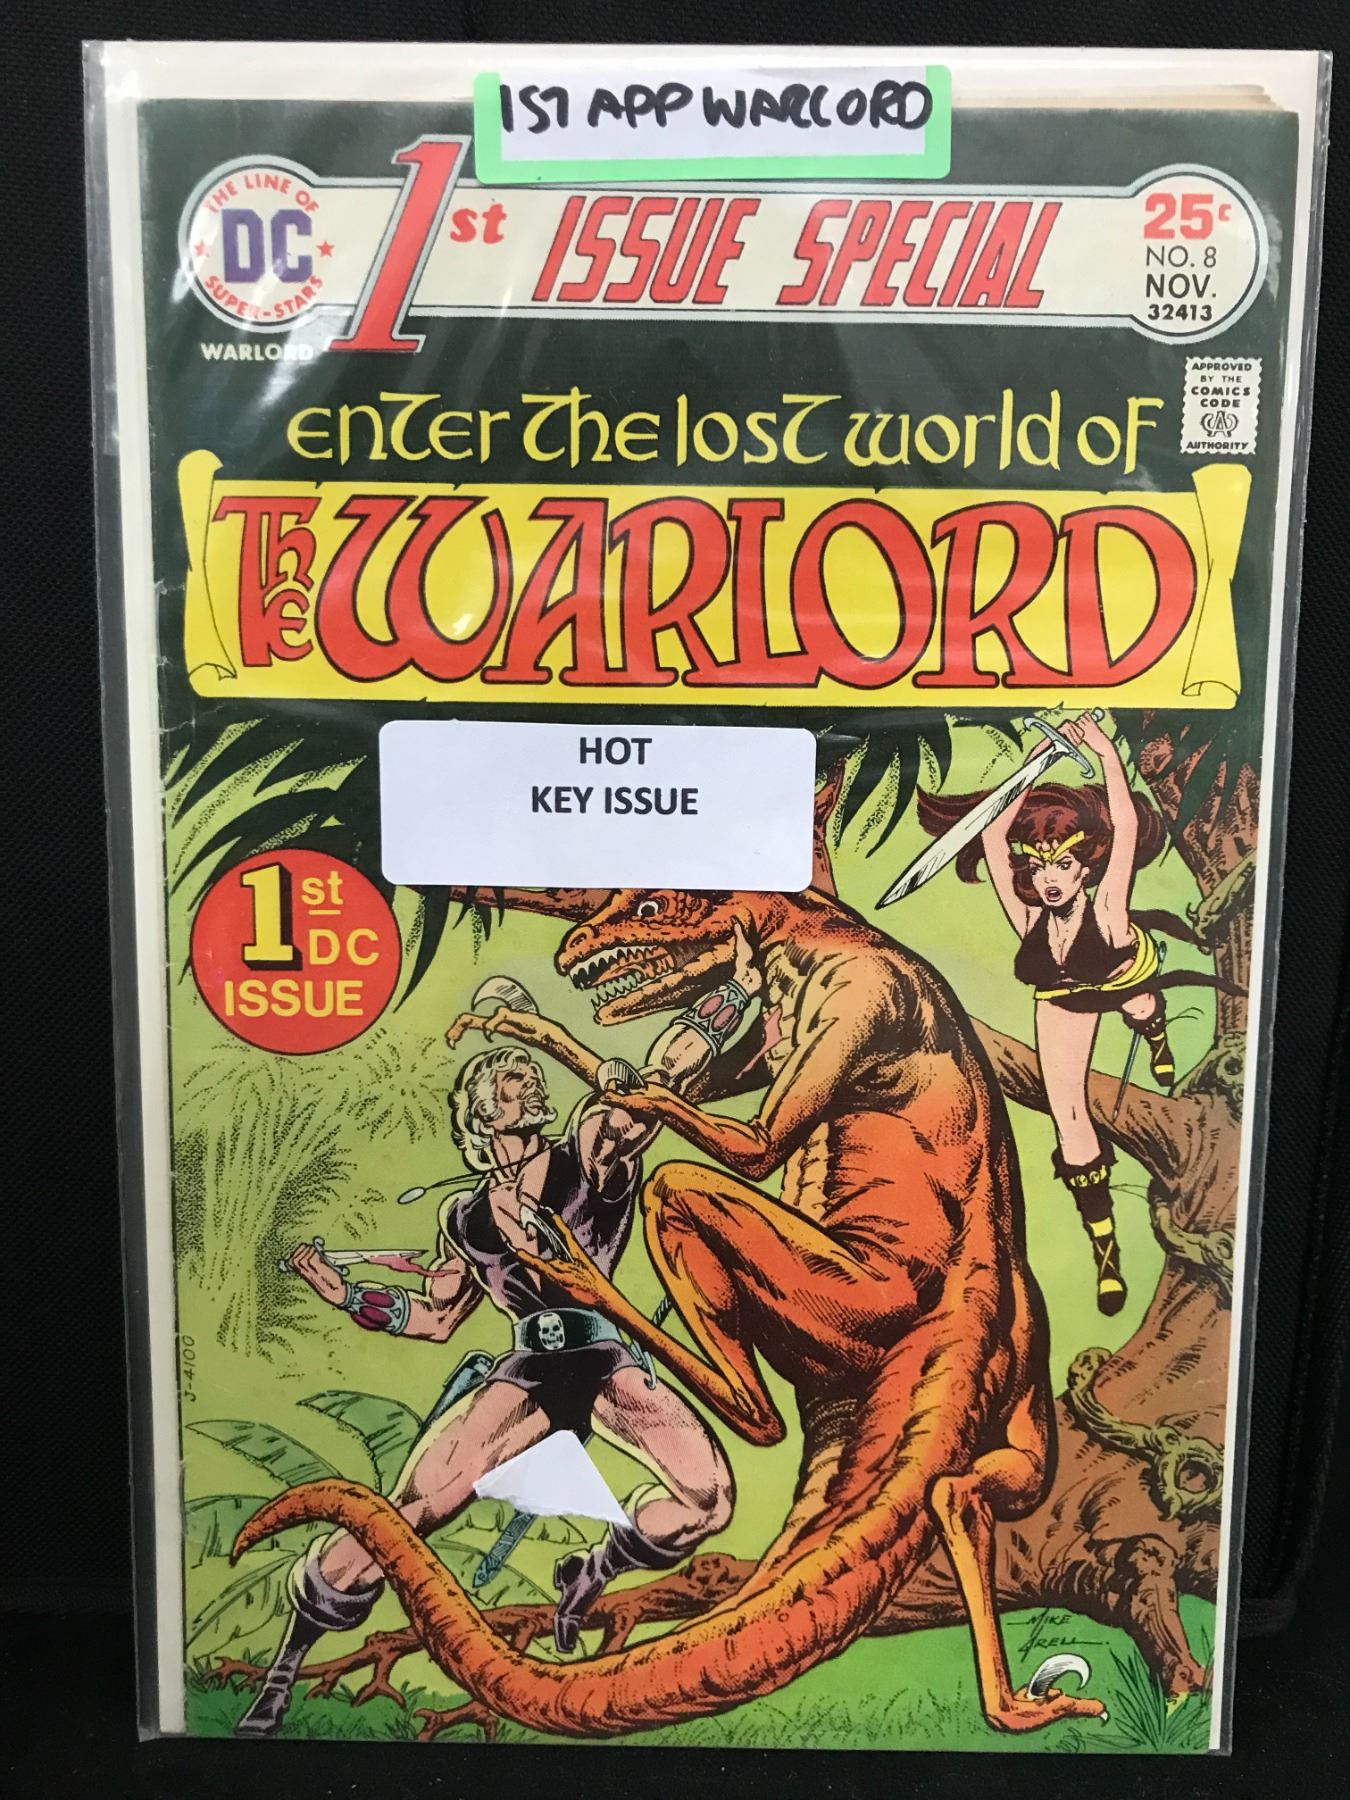 1ST APP WARLORD
THE LINE OF
DC
SUPER-STARS
WARLORD
1st ISSUE SPECIAL
25¢
NO. 8
NOV.
32413
APPROVED
BY THE
COMICS
CODE
CA
AUTHORITY
enter the lost world of
THE WARLORD
HOT
KEY ISSUE
1st
DC
ISSUE
J-4100
MIKE
GRELL